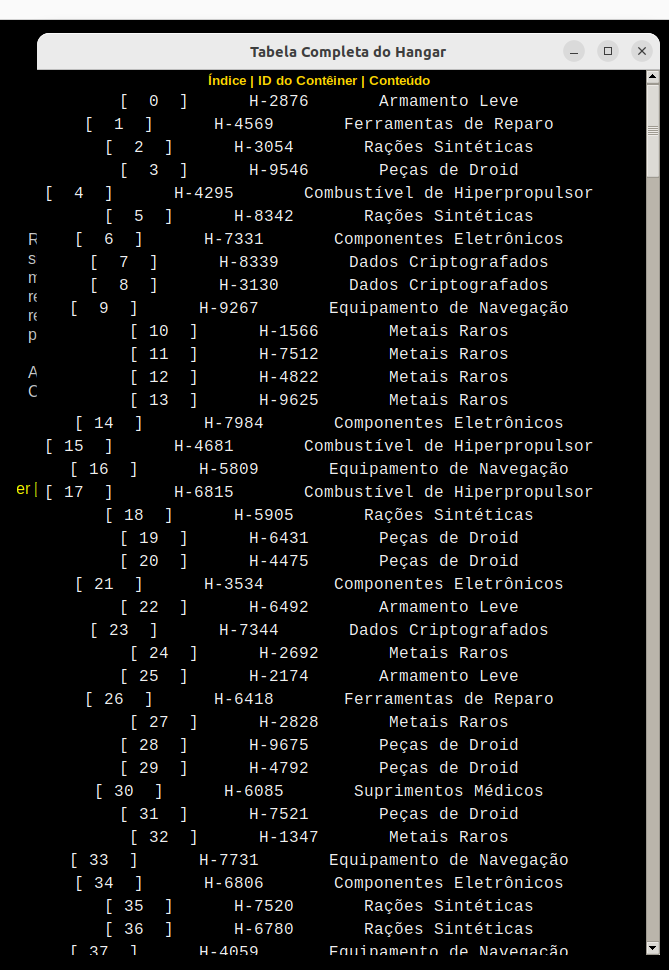 Tabela Completa do Hangar
Índice | ID do Contêiner | Conteúdo
[ 0 ] H-2876 Armamento Leve
[ 1 ] H-4569 Ferramentas de Reparo
[ 2 ] H-3054 Rações Sintéticas
[ 3 ] H-9546 Peças de Droid
[ 4 ] H-4295 Combustível de Hiperpropulsor
[ 5 ] H-8342 Rações Sintéticas
[ 6 ] H-7331 Componentes Eletrônicos
[ 7 ] H-8339 Dados Criptografados
[ 8 ] H-3130 Dados Criptografados
[ 9 ] H-9267 Equipamento de Navegação
[ 10 ] H-1566 Metais Raros
[ 11 ] H-7512 Metais Raros
[ 12 ] H-4822 Metais Raros
[ 13 ] H-9625 Metais Raros
[ 14 ] H-7984 Componentes Eletrônicos
[ 15 ] H-4681 Combustível de Hiperpropulsor
[ 16 ] H-5809 Equipamento de Navegação
er | [ 17 ] H-6815 Combustível de Hiperpropulsor
[ 18 ] H-5905 Rações Sintéticas
[ 19 ] H-6431 Peças de Droid
[ 20 ] H-4475 Peças de Droid
[ 21 ] H-3534 Componentes Eletrônicos
[ 22 ] H-6492 Armamento Leve
[ 23 ] H-7344 Dados Criptografados
[ 24 ] H-2692 Metais Raros
[ 25 ] H-2174 Armamento Leve
[ 26 ] H-6418 Ferramentas de Reparo
[ 27 ] H-2828 Metais Raros
[ 28 ] H-9675 Peças de Droid
[ 29 ] H-4792 Peças de Droid
[ 30 ] H-6085 Suprimentos Médicos
[ 31 ] H-7521 Peças de Droid
[ 32 ] H-1347 Metais Raros
[ 33 ] H-7731 Equipamento de Navegação
[ 34 ] H-6806 Componentes Eletrônicos
[ 35 ] H-7520 Rações Sintéticas
[ 36 ] H-6780 Rações Sintéticas
[ 37 ] H-4059 Equipamento de Navegação